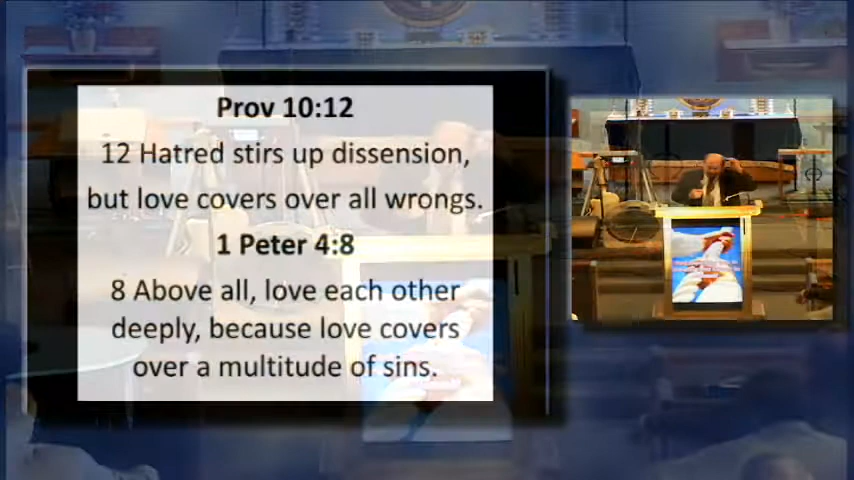 Prov 10:12
12 Hatred stirs up dissension,
but love covers over all wrongs.
1 Peter 4:8
8 Above all, love each other
deeply, because love covers
over a multitude of sins.